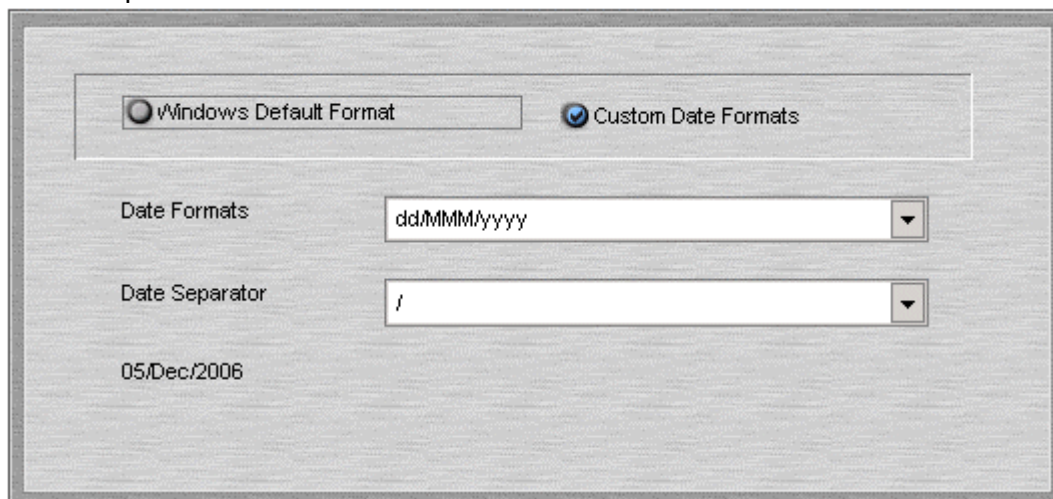 Windows Default Format
Custom Date Formats
Date Formats
dd/MMM/yyyy
Date Separator
/
05/Dec/2006